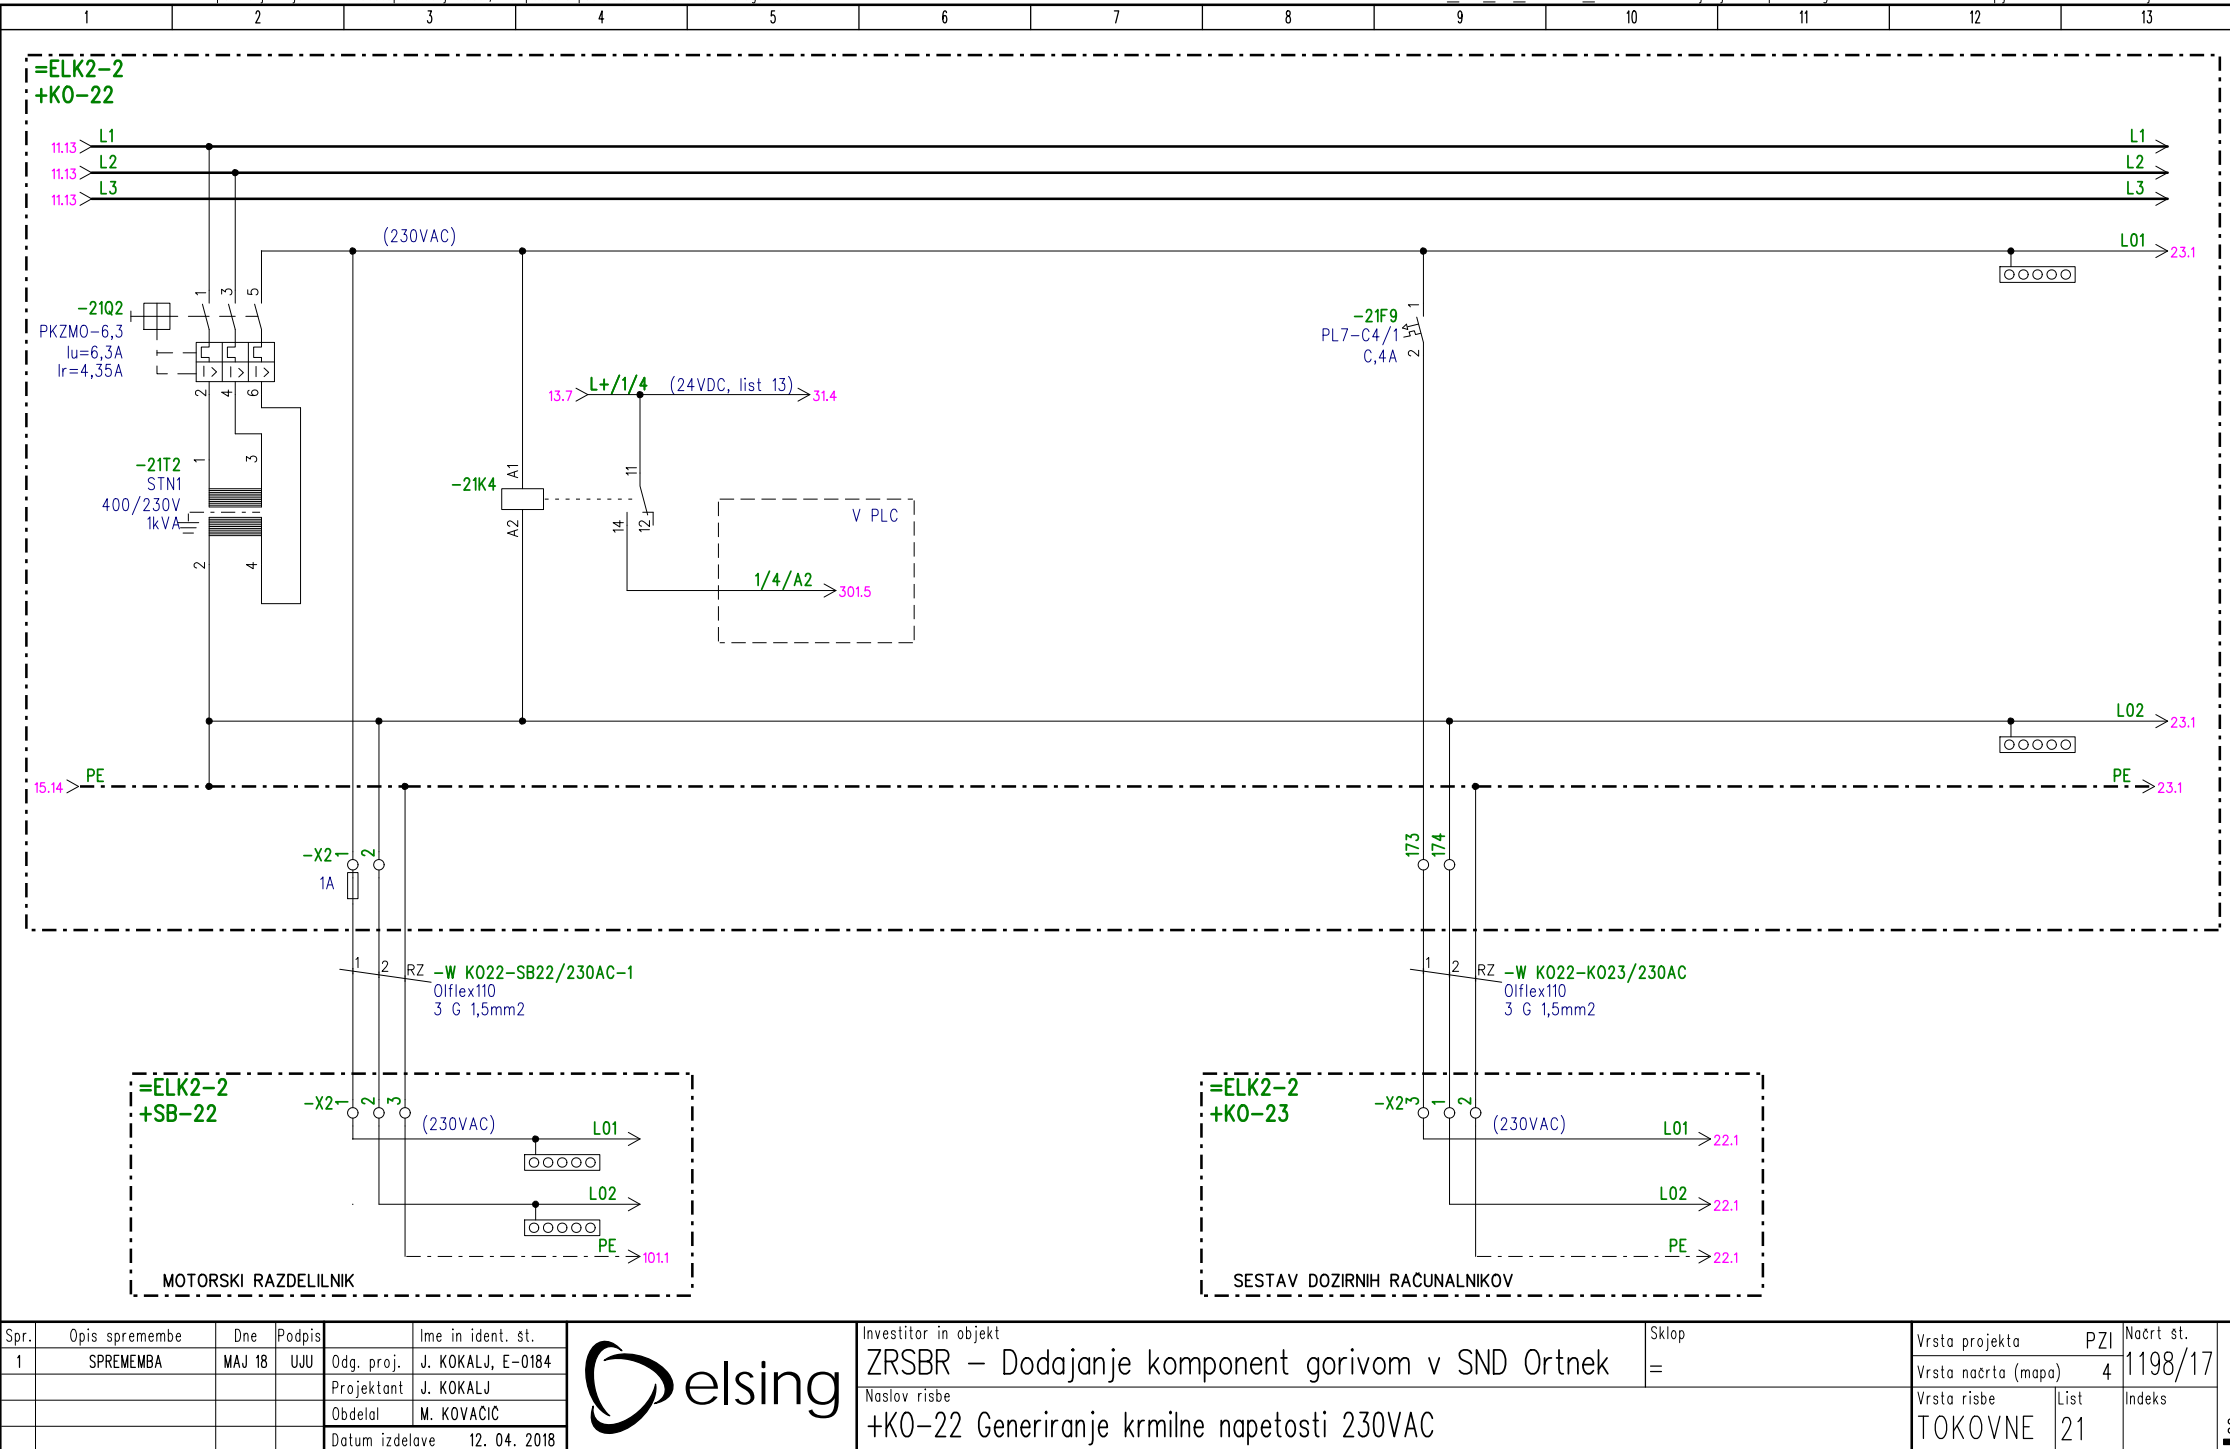 1 2 3 4 5 6 7 8 9 10 11 12 13
=ELK2-2
+KO-22
11.13 L1 L1
11.13 L2 L2
11.13 L3 L3
(230VAC) L01 23.1
1 3 5
-21Q2
PKZMO-6,3
Iu=6,3A
Ir=4,35A
I> I> I>
2 4 6
-21F9
PL7-C4/1
C,4A
1
2
13.7 L+/1/4 (24VDC, list 13) 31.4
-21T2
STN1
400/230V
1kVA
1 3
2 4
-21K4
A1
A2
11
14 12
V PLC
1/4/A2 301.5
L02 23.1
15.14 PE PE 23.1
-X2 1 2
1A
173 174
1 2 RZ -W KO22-SB22/230AC-1
Olflex110
3 G 1,5mm2
1 2 RZ -W KO22-KO23/230AC
Olflex110
3 G 1,5mm2
=ELK2-2
+SB-22
-X2 1 2 3
(230VAC) L01
L02
PE 101.1
MOTORSKI RAZDELILNIK
=ELK2-2
+KO-23
-X2 3 1 2
(230VAC) L01 22.1
L02 22.1
PE 22.1
SESTAV DOZIRNIH RAČUNALNIKOV
Spr. Opis spremembe Dne Podpis Ime in ident. st.
1 SPREMEMBA MAJ 18 UJU Odg. proj. J. KOKALJ, E-0184
Projektant J. KOKALJ
Obdelal M. KOVAČIČ
Datum izdelave 12. 04. 2018
elsing
Investitor in objekt
ZRSBR - Dodajanje komponent gorivom v SND Ortnek
Naslov risbe
+KO-22 Generiranje krmilne napetosti 230VAC
Sklop
=
Vrsta projekta PZI
Vrsta načrta (mapa) 4
Načrt st.
1198/17
Vrsta risbe
TOKOVNE
List
21
Indeks